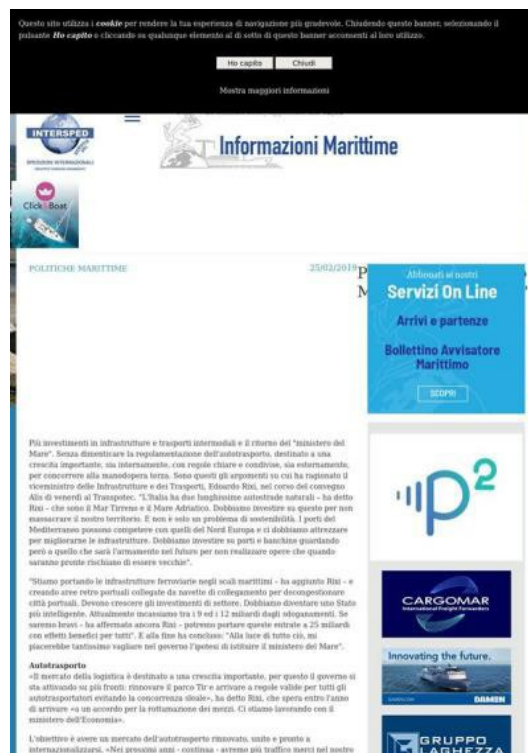 Questo sito utilizza i cookie per rendere la tua esperienza di navigazione più gradevole. Chiudendo questo banner, selezionando il
pulsante Ho capito o cliccando su qualunque elemento al di sotto di questo banner acconsenti al loro utilizzo.
Ho capito Chiudi
Mostra maggiori informazioni
INTERSPED
SPEDIZIONI INTERNAZIONALI
Informazioni Marittime
Click&Boat
POLITICHE MARITTIME 25/02/2019
P
M
Abbonati ai nostri
Servizi On Line
Arrivi e partenze
Bollettino Avvisatore
Marittimo
SCOPRI
Più investimenti in infrastrutture e trasporti intermodali e il ritorno del "ministero del
Mare". Senza dimenticare la regolamentazione dell'autotrasporto, destinato a una
crescita importante, sia internamente, con regole chiare e condivise, sia esternamente,
per concorrere alla manodopera terza. Sono questi gli argomenti su cui ha ragionato il
viceministro delle Infrastrutture e dei Trasporti, Edoardo Rixi, nel corso del convegno
Alis di venerdì al Transpotec. "L'Italia ha due lunghissime autostrade naturali - ha detto
Rixi - che sono il Mar Tirreno e il Mare Adriatico. Dobbiamo investire su questo per non
massacrare il nostro territorio. E non è solo un problema di sostenibilità. I porti del
Mediterraneo possono competere con quelli del Nord Europa e ci dobbiamo attrezzare
per migliorarne le infrastrutture. Dobbiamo investire su porti e banchine guardando
però a quello che sarà l'armamento nel futuro per non realizzare opere che quando
saranno pronte rischiano di essere vecchie".
"Stiamo portando le infrastrutture ferroviarie negli scali marittimi - ha aggiunto Rixi - e
creando aree retro portuali collegate da navette di collegamento per decongestionare
città portuali. Devono crescere gli investimenti di settore. Dobbiamo diventare uno Stato
più intelligente. Attualmente incassiamo tra i 9 ed i 12 miliardi dagli sdoganamenti. Se
saremo bravi - ha affermato ancora Rixi - potremo portare queste entrate a 25 miliardi
con effetti benefici per tutti". E alla fine ha concluso: "Alla luce di tutto ciò, mi
piacerebbe tantissimo vagliare nel governo l'ipotesi di istituire il ministero del Mare".
Autotrasporto
«Il mercato della logistica è destinato a una crescita importante, per questo il governo si
sta attivando su più fronti: rinnovare il parco Tir e arrivare a regole valide per tutti gli
autotrasportatori evitando la concorrenza sleale», ha detto Rixi, che spera entro l'anno
di arrivare «a un accordo per la rottamazione dei mezzi. Ci stiamo lavorando con il
ministero dell'Economia».
L'obiettivo è avere un mercato dell'autotrasporto rinnovato, unito e pronto a
internazionalizzarsi. «Nei prossimi anni - continua - avremo più traffico merci nel nostro
P2
CARGOMAR
International Freight Forwarders
Innovating the future.
DAMEN
GRUPPO
LAGHEZZA